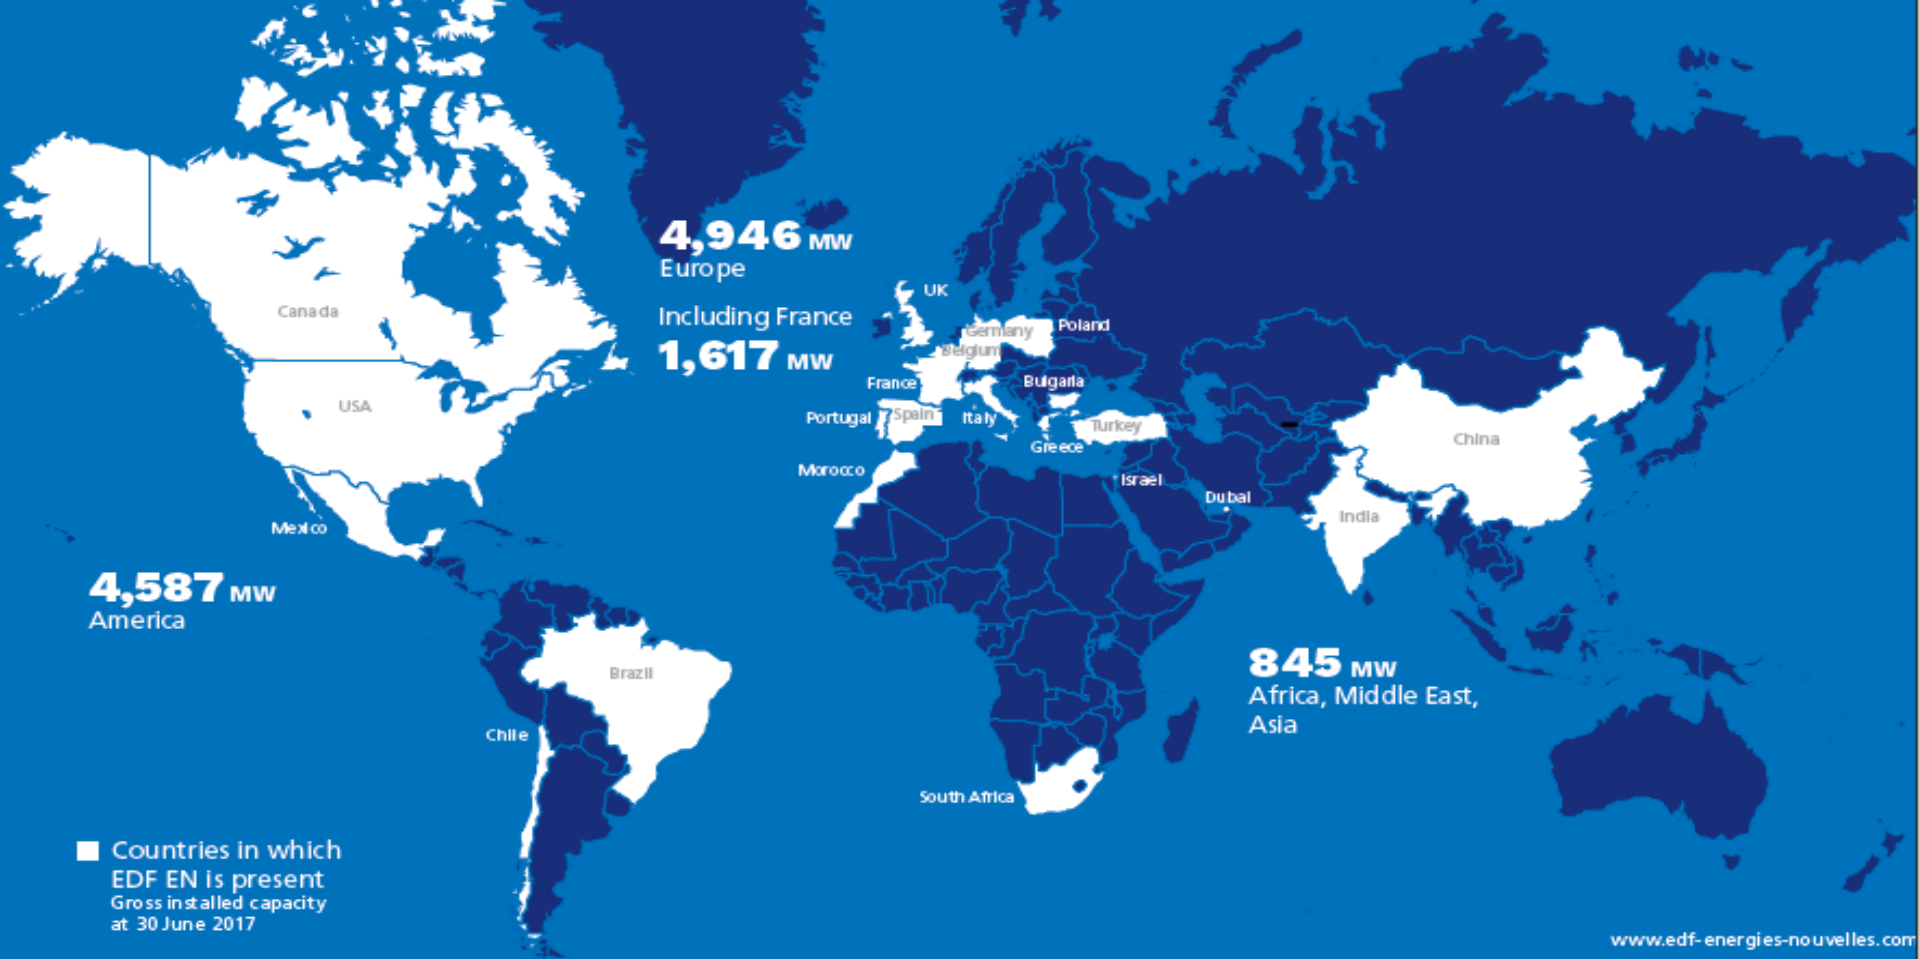 4,946 MW
Europe
Including France
1,617 MW
Canada
USA
Mexico
4,587 MW
America
Brazil
Chile
UK
Germany
Poland
Belgium
France
Bulgaria
Portugal
Spain
Italy
Turkey
Greece
Morocco
Israel
Dubai
China
India
845 MW
Africa, Middle East,
Asia
South Africa
Countries in which
EDF EN is present
Gross installed capacity
at 30 June 2017
www.edf-energies-nouvelles.com